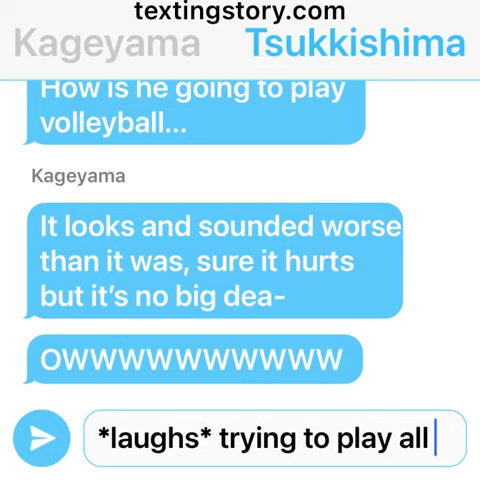 textingstory.com
Kageyama Tsukkishima
How is he going to play
volleyball...
Kageyama
It looks and sounded worse
than it was, sure it hurts
but it's no big dea-
OWWWWWWWWWW
*laughs* trying to play all